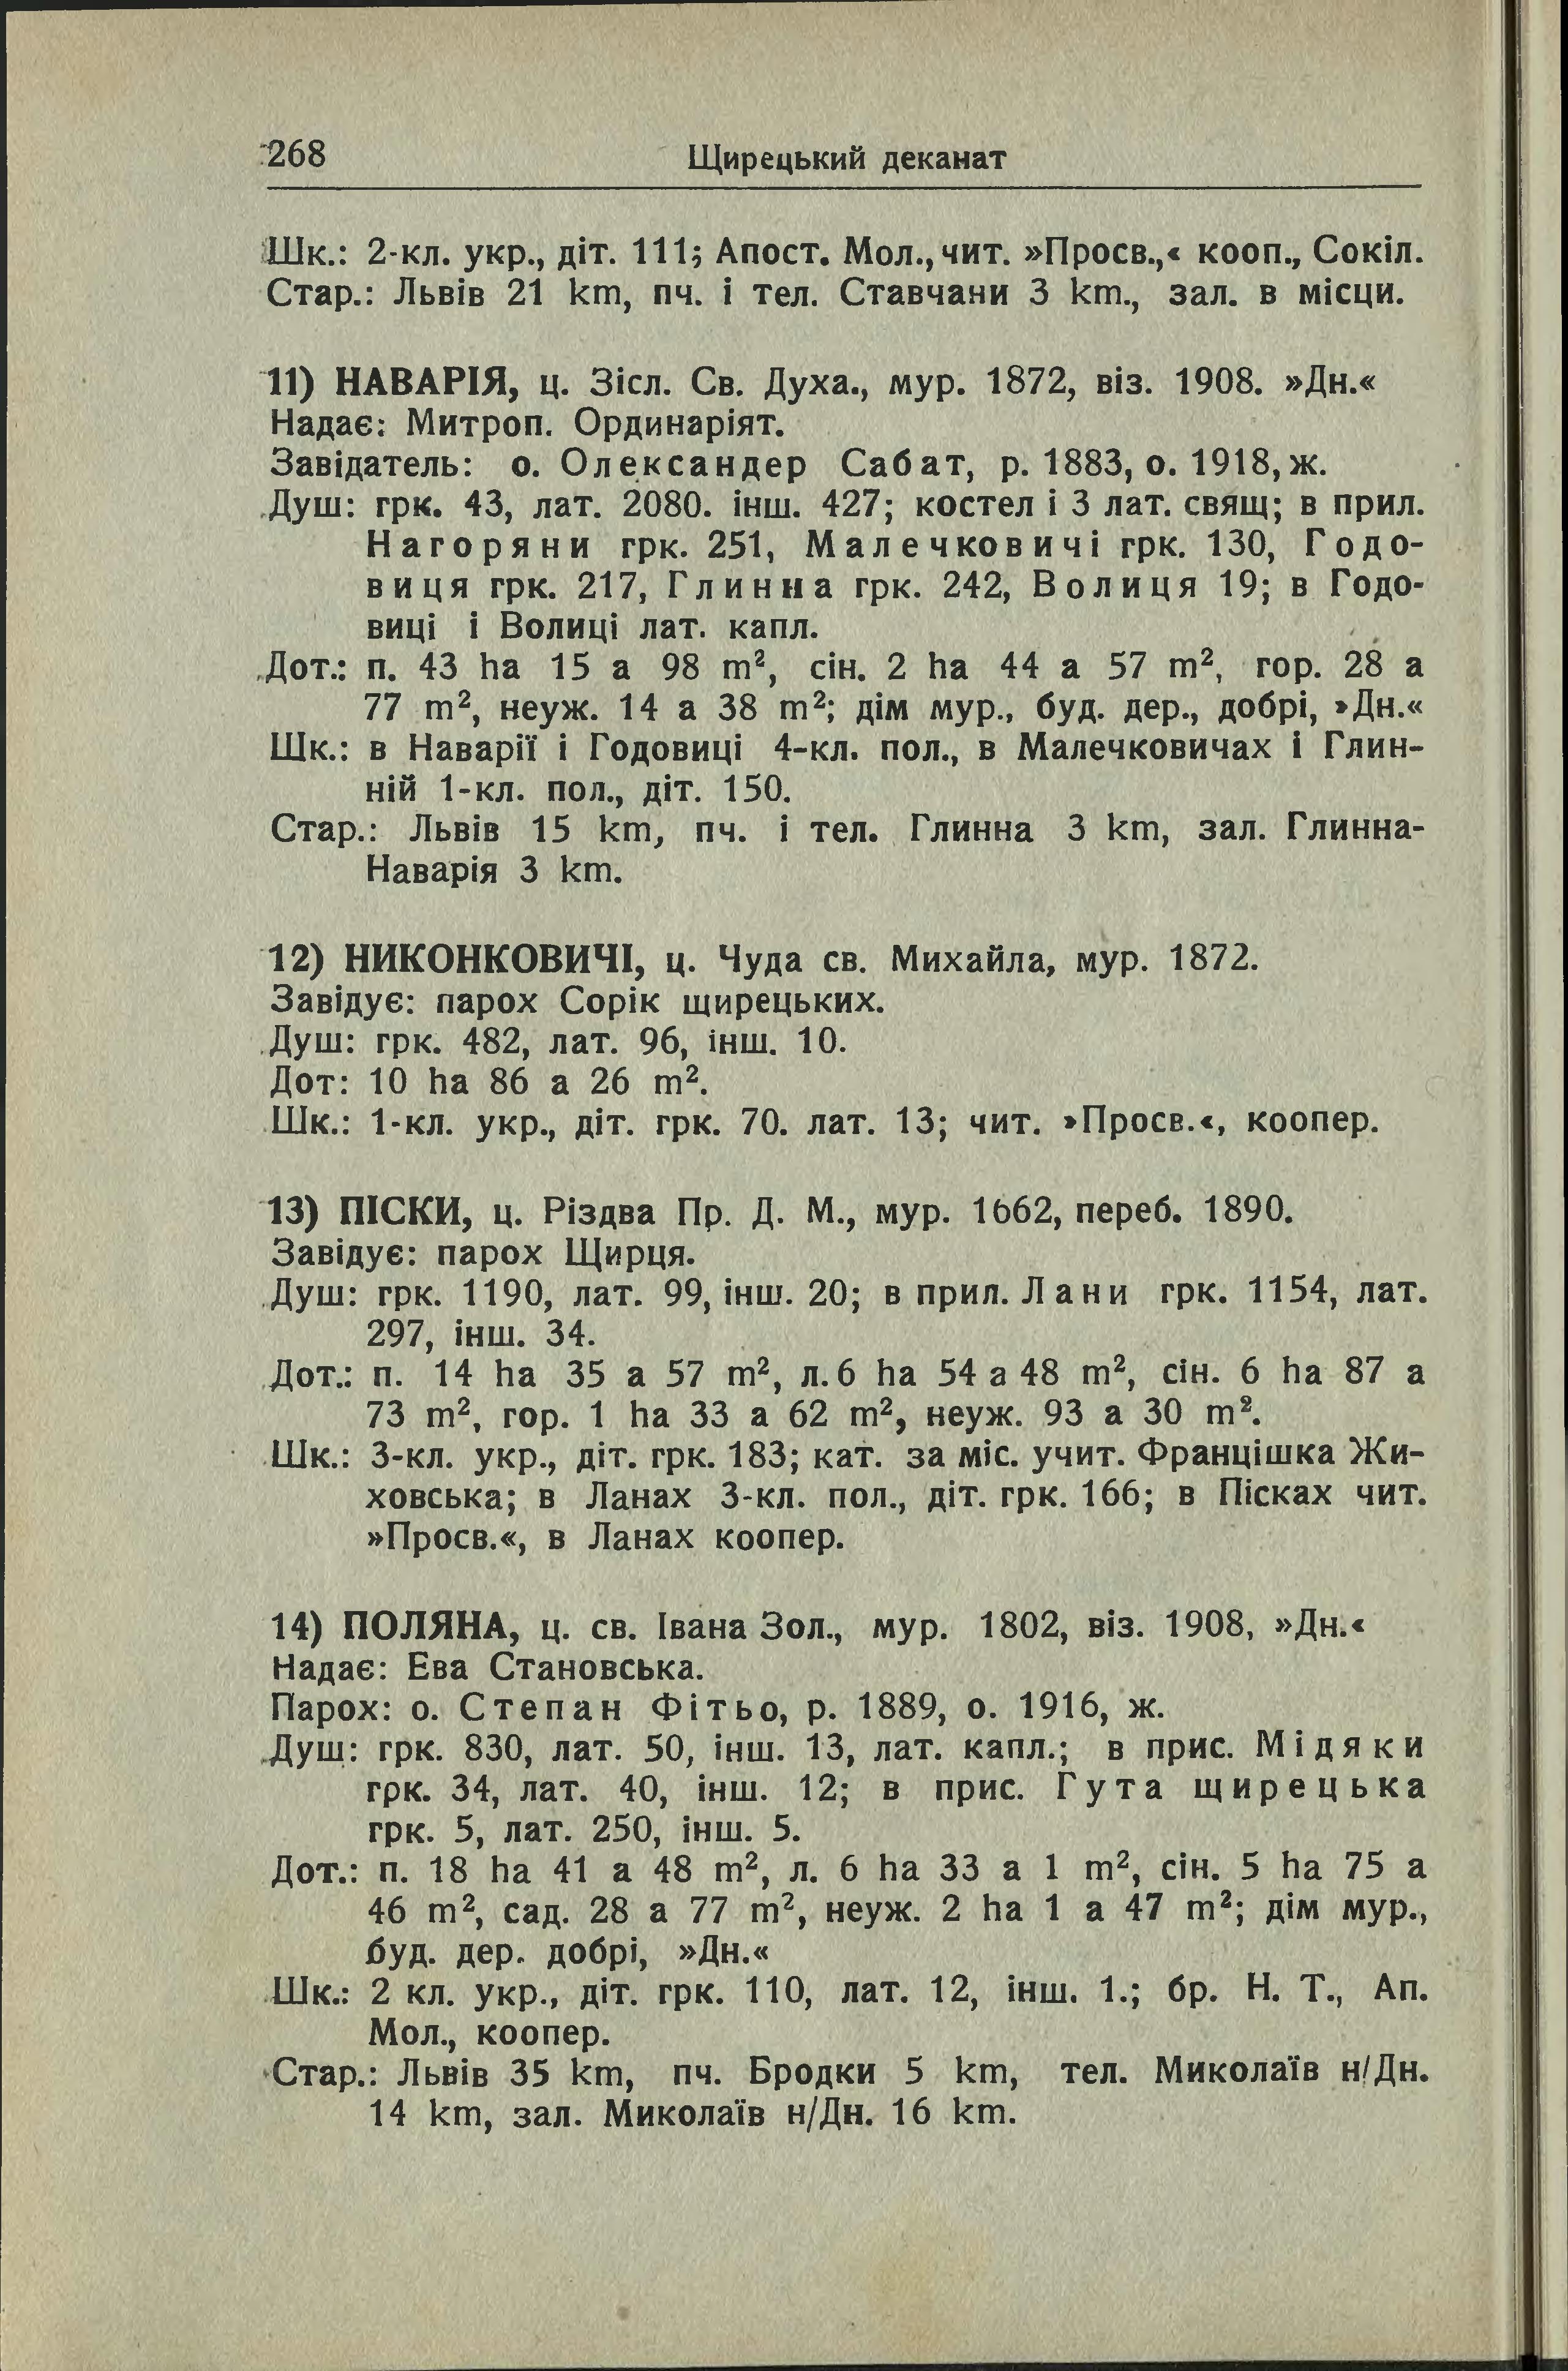 268 Щирецький деканат
Шк.: 2-кл. укр., діт. 111; Апост. Мол., чит. »Просв.,« кооп., Сокіл.
Стар.: Львів 21 km, пч. і тел. Ставчани 3 km., зал. в місци.
11) НАВАРІЯ, ц. Зісл. Св. Духа., мур. 1872, віз. 1908. »Дн.«
Надає: Митроп. Ординаріят.
Завідатель: о. Олександер Сабат, р. 1883, о. 1918, ж.
Душ: грк. 43, лат. 2080. інш. 427; костел і 3 лат. свящ; в прил.
Нагоряни грк. 251, Малечковичі грк. 130, Годо-
виця грк. 217, Глинна грк. 242, Волиця 19; в Годо-
виці і Волиці лат. капл.
Дот.: п. 43 ha 15 a 98 m², сін. 2 ha 44 a 57 m², гор. 28 a
77 m², неуж. 14 a 38 m²; дім мур., буд. дер., добрі, »Дн.«
Шк.: в Наварії і Годовиці 4-кл. пол., в Малечковичах і Глин-
ній 1-кл. пол., діт. 150.
Стар.: Львів 15 km, пч. і тел. Глинна 3 km, зал. Глинна-
Наварія 3 km.
12) НИКОНКОВИЧІ, ц. Чуда св. Михайла, мур. 1872.
Завідує: парох Сорік щирецьких.
Душ: грк. 482, лат. 96, інш. 10.
Дот: 10 ha 86 a 26 m².
Шк.: 1-кл. укр., діт. грк. 70. лат. 13; чит. »Просв.«, коопер.
13) ПІСКИ, ц. Різдва Пр. Д. М., мур. 1662, переб. 1890.
Завідує: парох Щирця.
Душ: грк. 1190, лат. 99, інш. 20; в прил. Лани грк. 1154, лат.
297, інш. 34.
Дот.: п. 14 ha 35 a 57 m², л. 6 ha 54 a 48 m², сін. 6 ha 87 a
73 m², гор. 1 ha 33 a 62 m², неуж. 93 a 30 m².
Шк.: 3-кл. укр., діт. грк. 183; кат. за міс. учит. Францішка Жи-
ховська; в Ланах 3-кл. пол., діт. грк. 166; в Пісках чит.
»Просв.«, в Ланах коопер.
14) ПОЛЯНА, ц. св. Івана Зол., мур. 1802, віз. 1908, »Дн.«
Надає: Ева Становська.
Парох: о. Степан Фітьо, р. 1889, о. 1916, ж.
Душ: грк. 830, лат. 50, інш. 13, лат. капл.; в прис. Мідяки
грк. 34, лат. 40, інш. 12; в прис. Гута щирецька
грк. 5, лат. 250, інш. 5.
Дот.: п. 18 ha 41 a 48 m², л. 6 ha 33 a 1 m², сін. 5 ha 75 a
46 m², сад. 28 a 77 m², неуж. 2 ha 1 a 47 m²; дім мур.,
буд. дер. добрі, »Дн.«
Шк.: 2 кл. укр., діт. грк. 110, лат. 12, інш. 1.; бр. Н. Т., Ап.
Мол., коопер.
Стар.: Львів 35 km, пч. Бродки 5 km, тел. Миколаїв н/Дн.
14 km, зал. Миколаїв н/Дн. 16 km.